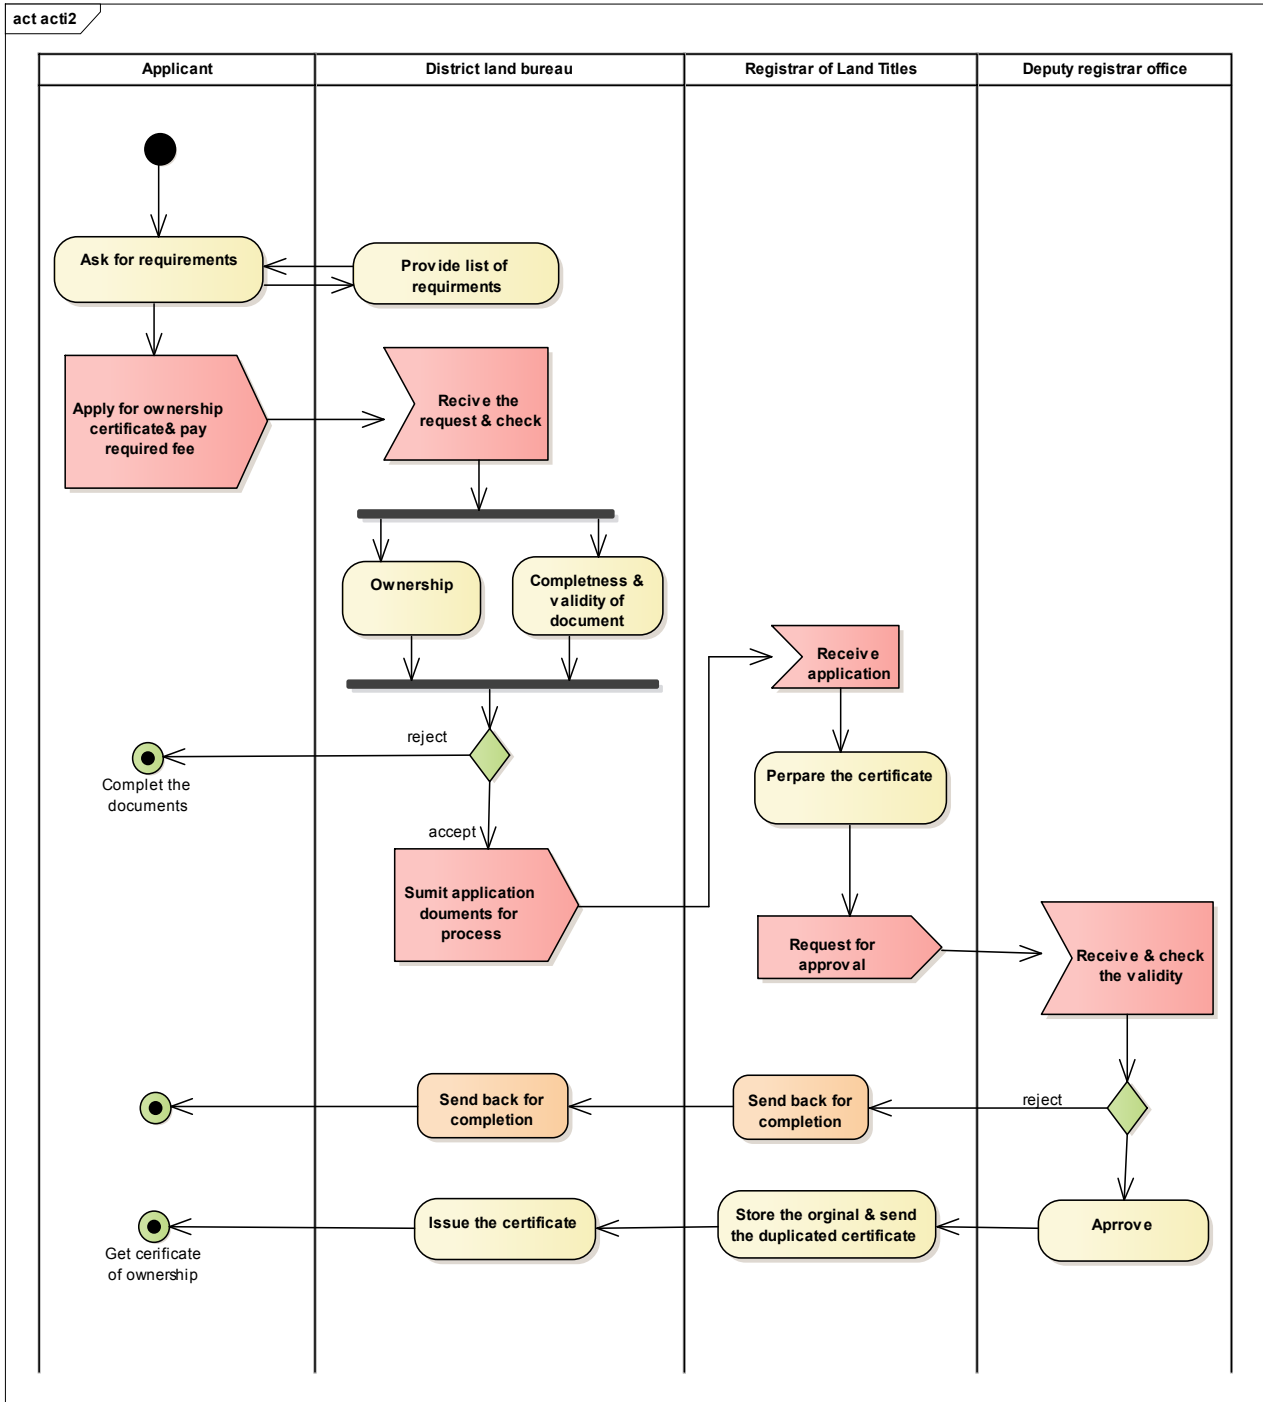 act acti2
Applicant
District land bureau
Registrar of Land Titles
Deputy registrar office
Ask for requirements
Provide list of
requirments
Apply for ownership
certificate& pay
required fee
Recive the
request & check
Ownership
Completness &
validity of
document
Receive
application
reject
Complet the
documents
Perpare the certificate
accept
Sumit application
douments for
process
Request for
approval
Receive & check
the validity
Send back for
completion
Send back for
completion
reject
Issue the certificate
Store the orginal & send
the duplicated certificate
Aprrove
Get cerificate
of ownership